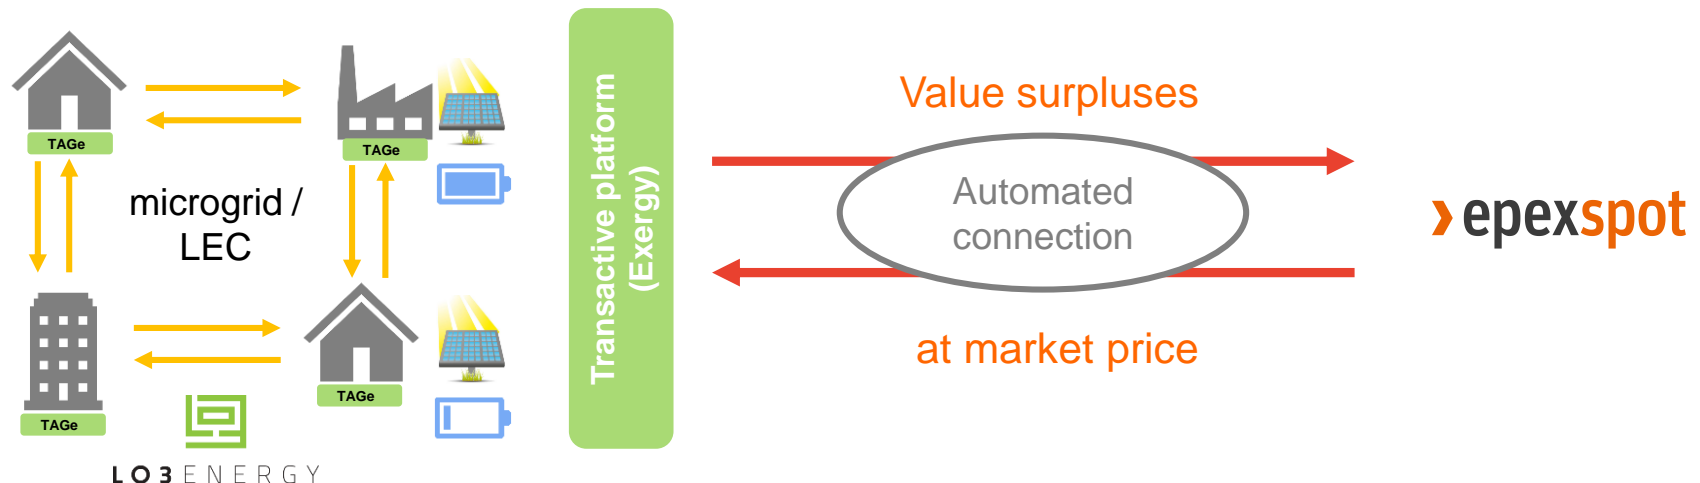 TAGe
TAGe
microgrid /
LEC
TAGe
TAGe
LO3ENERGY
Transactive platform
(Exergy)
Value surpluses
Automated
connection
at market price
epexspot